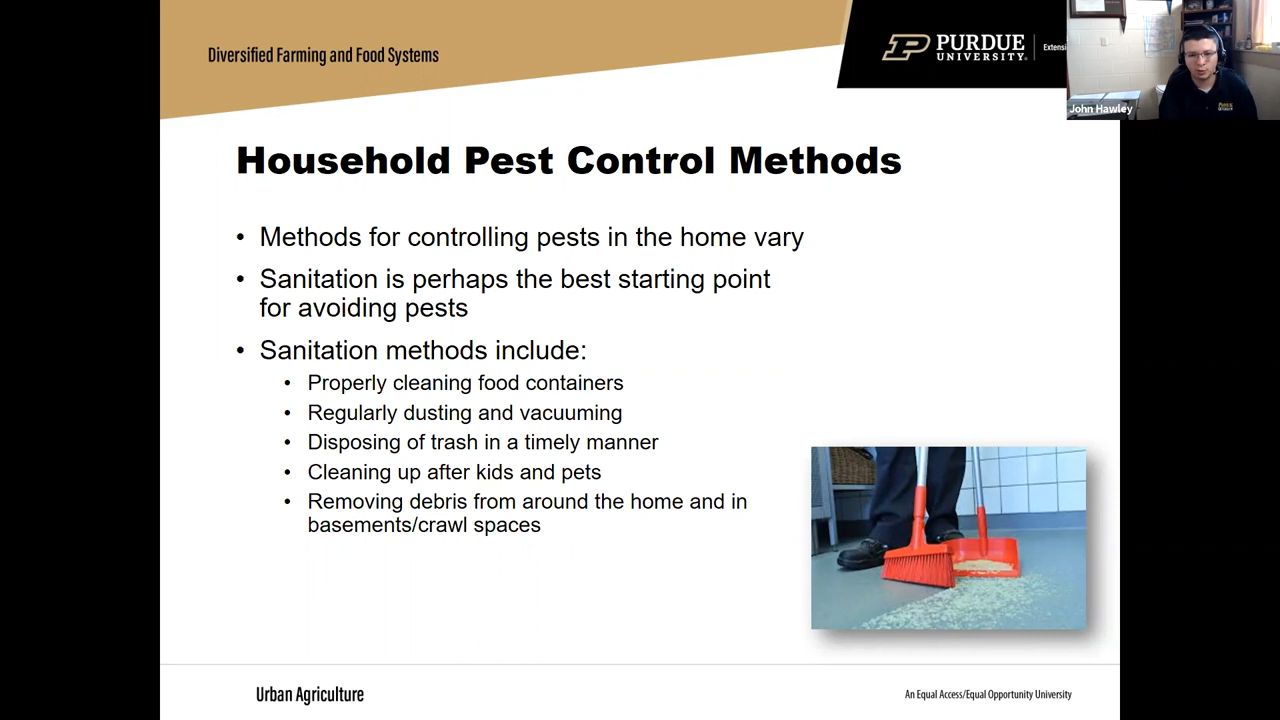 Diversified Farming and Food Systems
PURDUE
UNIVERSITY
John Hawley
Household Pest Control Methods
• Methods for controlling pests in the home vary
• Sanitation is perhaps the best starting point
for avoiding pests
• Sanitation methods include:
• Properly cleaning food containers
• Regularly dusting and vacuuming
• Disposing of trash in a timely manner
• Cleaning up after kids and pets
• Removing debris from around the home and in
basements/crawl spaces
Urban Agriculture
An Equal Access/Equal Opportunity University